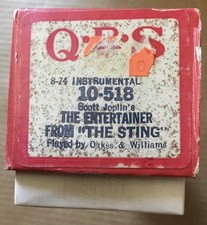 Q·R·S
8-74 INSTRUMENTAL
10-518
Scott Joplin's
THE ENTERTAINER
FROM "THE STING"
Played by Oakes & Williams